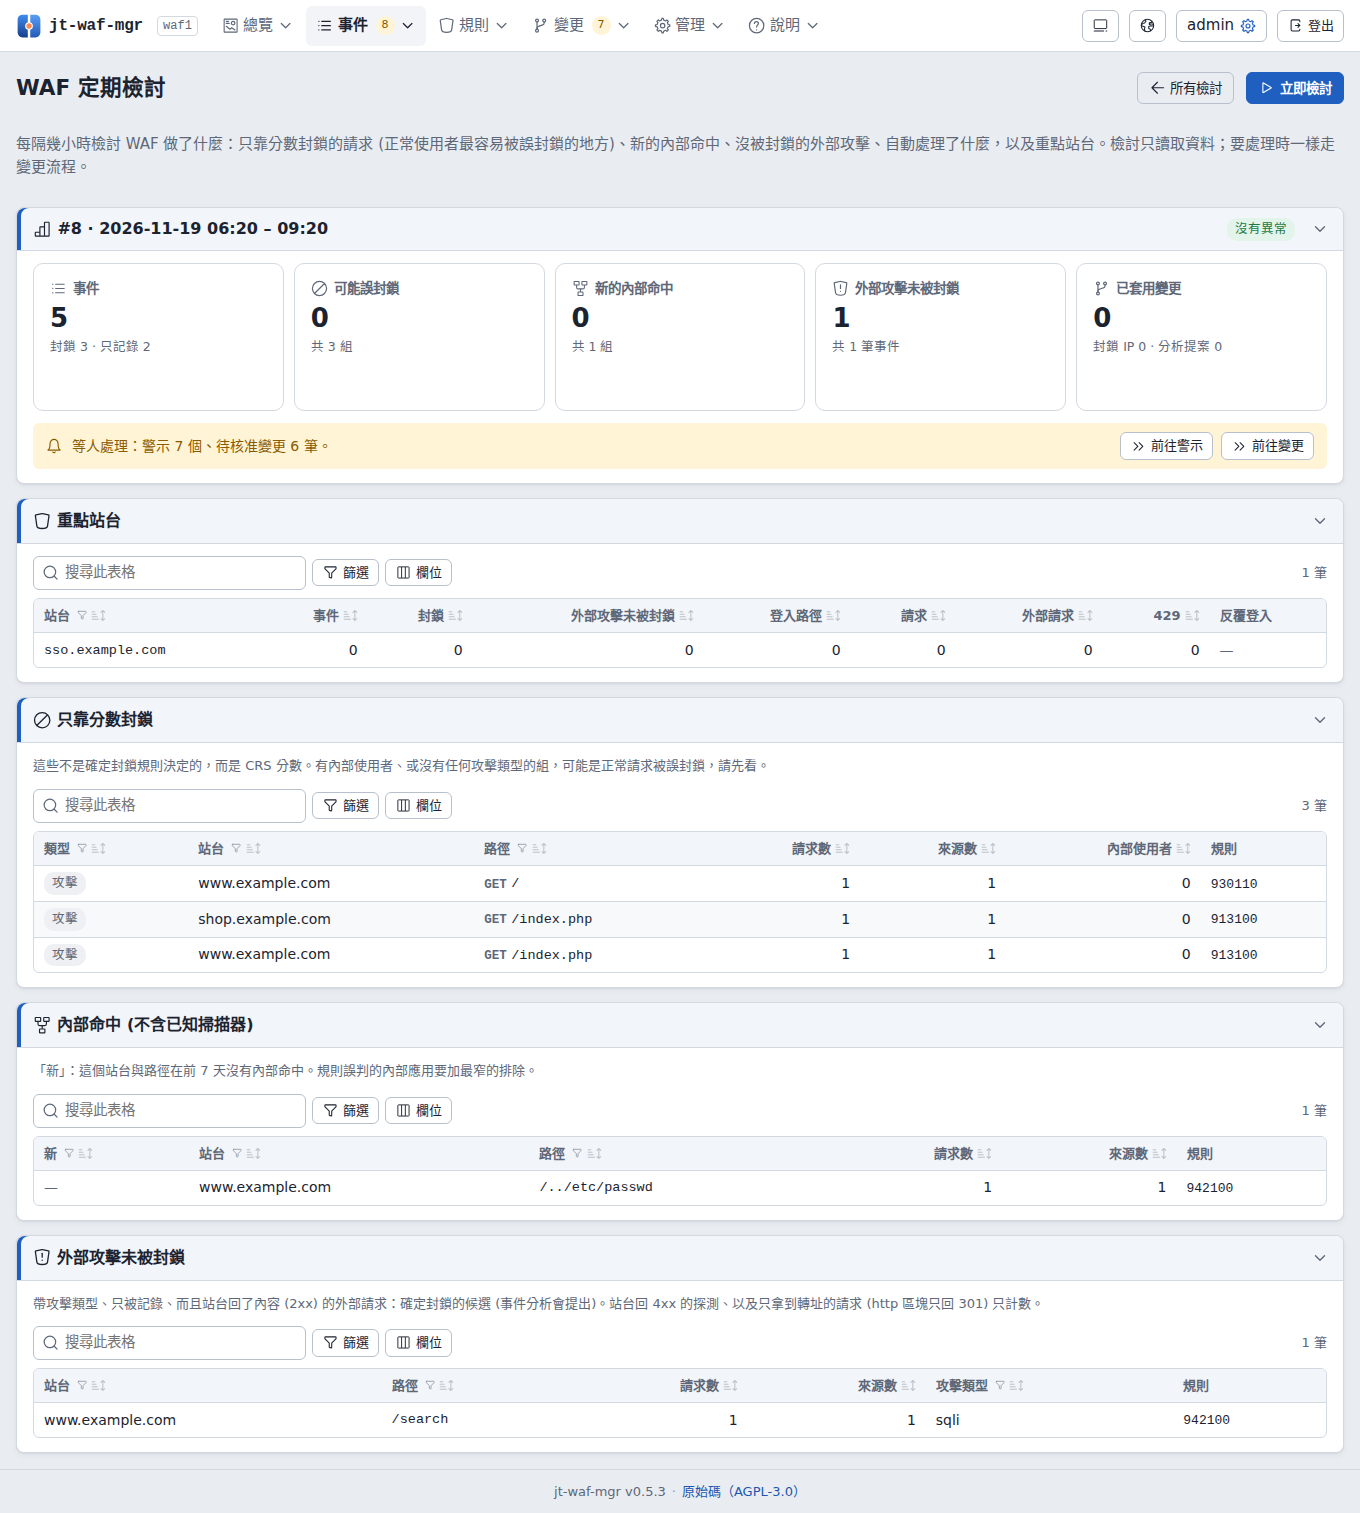 jt-waf-mgr waf1 總覽 事件 8 規則 變更 7 管理 說明 admin 登出
WAF 定期檢討 所有檢討 立即檢討
每隔幾小時檢討 WAF 做了什麼：只靠分數封鎖的請求 (正常使用者最容易被誤封鎖的地方)、新的內部命中、沒被封鎖的外部攻擊、自動處理了什麼，以及重點站台。檢討只讀取資料；要處理時一樣走
變更流程。
#8 · 2026-11-19 06:20 – 09:20 沒有異常
事件 可能誤封鎖 新的內部命中 外部攻擊未被封鎖 已套用變更
5 0 0 1 0
封鎖 3 · 只記錄 2 共 3 組 共 1 組 共 1 筆事件 封鎖 IP 0 · 分析提案 0
等人處理：警示 7 個、待核准變更 6 筆。 前往警示 前往變更
重點站台
搜尋此表格 篩選 欄位 1 筆
站台 事件 封鎖 外部攻擊未被封鎖 登入路徑 請求 外部請求 429 反覆登入
sso.example.com 0 0 0 0 0 0 0 —
只靠分數封鎖
這些不是確定封鎖規則決定的，而是 CRS 分數。有內部使用者、或沒有任何攻擊類型的組，可能是正常請求被誤封鎖，請先看。
搜尋此表格 篩選 欄位 3 筆
類型 站台 路徑 請求數 來源數 內部使用者 規則
攻擊 www.example.com GET / 1 1 0 930110
攻擊 shop.example.com GET /index.php 1 1 0 913100
攻擊 www.example.com GET /index.php 1 1 0 913100
內部命中 (不含已知掃描器)
「新」：這個站台與路徑在前 7 天沒有內部命中。規則誤判的內部應用要加最窄的排除。
搜尋此表格 篩選 欄位 1 筆
新 站台 路徑 請求數 來源數 規則
— www.example.com /../etc/passwd 1 1 942100
外部攻擊未被封鎖
帶攻擊類型、只被記錄、而且站台回了內容 (2xx) 的外部請求：確定封鎖的候選 (事件分析會提出)。站台回 4xx 的探測、以及只拿到轉址的請求 (http 區塊只回 301) 只計數。
搜尋此表格 篩選 欄位 1 筆
站台 路徑 請求數 來源數 攻擊類型 規則
www.example.com /search 1 1 sqli 942100
jt-waf-mgr v0.5.3 · 原始碼（AGPL-3.0）